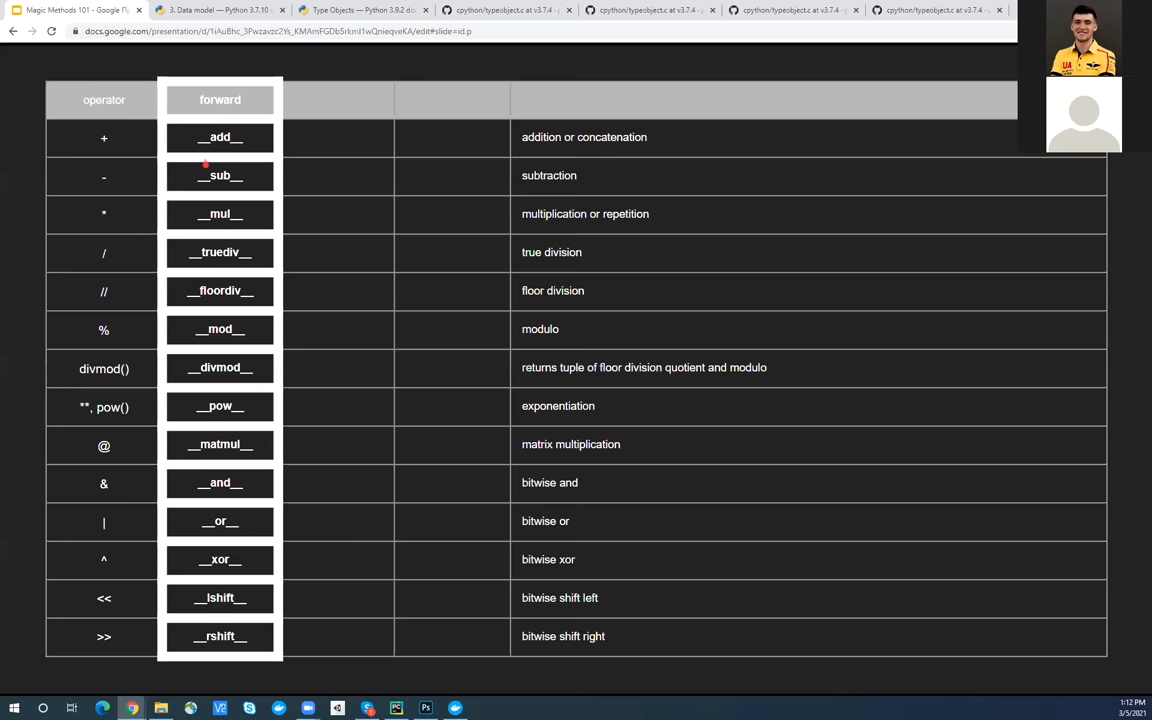 Magic Methods 101 - Google П
3. Data model — Python 3.7.10 d
Type Objects — Python 3.9.2 do
cpython/typeobject.c at v3.7.4 · p
cpython/typeobject.c at v3.7.4 · p
cpython/typeobject.c at v3.7.4 · p
cpython/typeobject.c at v3.7.4 · p
docs.google.com/presentation/d/1iAuBhc_3Pwzavzc2Ys_KMAmFGDb5rkmI1wQnieqveKA/edit#slide=id.p
UA
operator forward
+ __add__ addition or concatenation
- __sub__ subtraction
* __mul__ multiplication or repetition
/ __truediv__ true division
// __floordiv__ floor division
% __mod__ modulo
divmod() __divmod__ returns tuple of floor division quotient and modulo
**, pow() __pow__ exponentiation
@ __matmul__ matrix multiplication
& __and__ bitwise and
| __or__ bitwise or
^ __xor__ bitwise xor
<< __lshift__ bitwise shift left
>> __rshift__ bitwise shift right
1:12 PM
3/5/2021